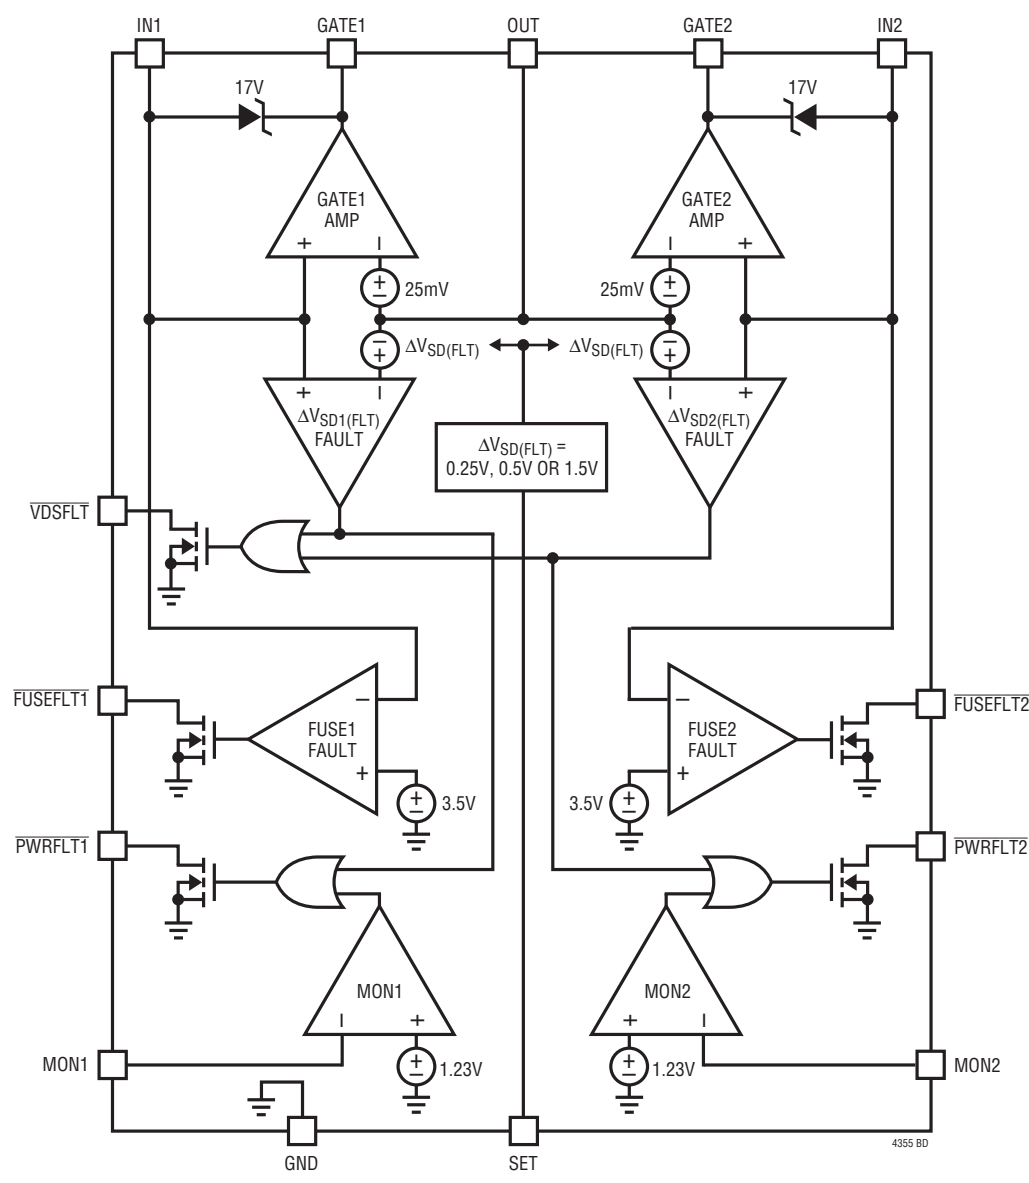 IN1 GATE1 OUT GATE2 IN2
17V 17V
GATE1
AMP
GATE2
AMP
+ – – +
+
–
25mV 25mV +
–
–
+
ΔVSD(FLT) ΔVSD(FLT) –
+
+ – – +
ΔVSD1(FLT)
FAULT
ΔVSD2(FLT)
FAULT
ΔVSD(FLT) =
0.25V, 0.5V OR 1.5V
VDSFLT
FUSEFLT1
–
FUSE1
FAULT
+
–
FUSE2
FAULT
+
FUSEFLT2
+
–
3.5V 3.5V +
–
PWRFLT1 PWRFLT2
MON1 MON2
– + + –
MON1 +
–
1.23V +
–
1.23V MON2
4355 BD
GND SET